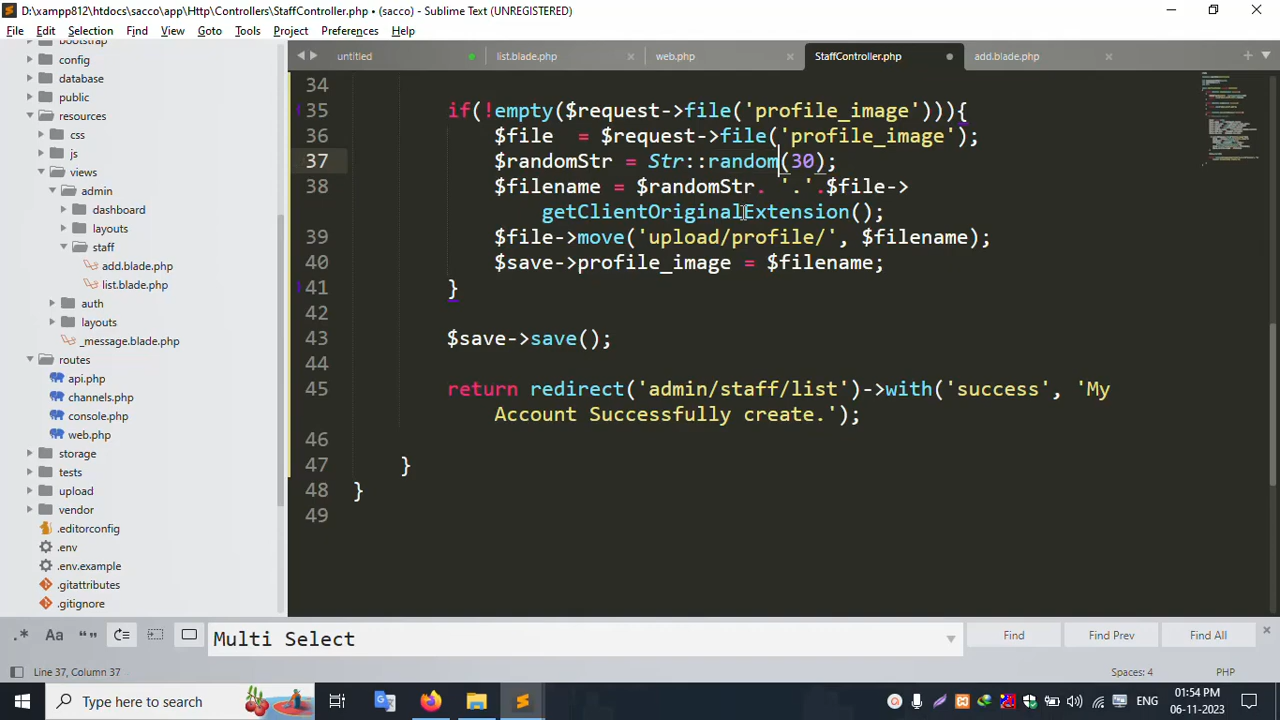 D:\xampp812\htdocs\sacco\app\Http\Controllers\StaffController.php • (sacco) - Sublime Text (UNREGISTERED)
File Edit Selection Find View Goto Tools Project Preferences Help
bootstrap
config
database
public
resources
css
js
views
admin
dashboard
layouts
staff
add.blade.php
list.blade.php
auth
layouts
_message.blade.php
routes
api.php
channels.php
console.php
web.php
storage
tests
upload
vendor
.editorconfig
.env
.env.example
.gitattributes
.gitignore
untitled list.blade.php web.php StaffController.php add.blade.php
34
35 if(!empty($request->file('profile_image'))){
36 $file  = $request->file('profile_image');
37 $randomStr = Str::random(30);
38 $filename = $randomStr. '.'.$file->
getClientOriginalExtension();
39 $file->move('upload/profile/', $filename);
40 $save->profile_image = $filename;
41 }
42
43 $save->save();
44
45 return redirect('admin/staff/list')->with('success', 'My
Account Successfully create.');
46
47 }
48 }
49
.* Aa “” Multi Select Find Find Prev Find All
Line 37, Column 37 Spaces: 4 PHP
Type here to search ENG 01:54 PM
06-11-2023